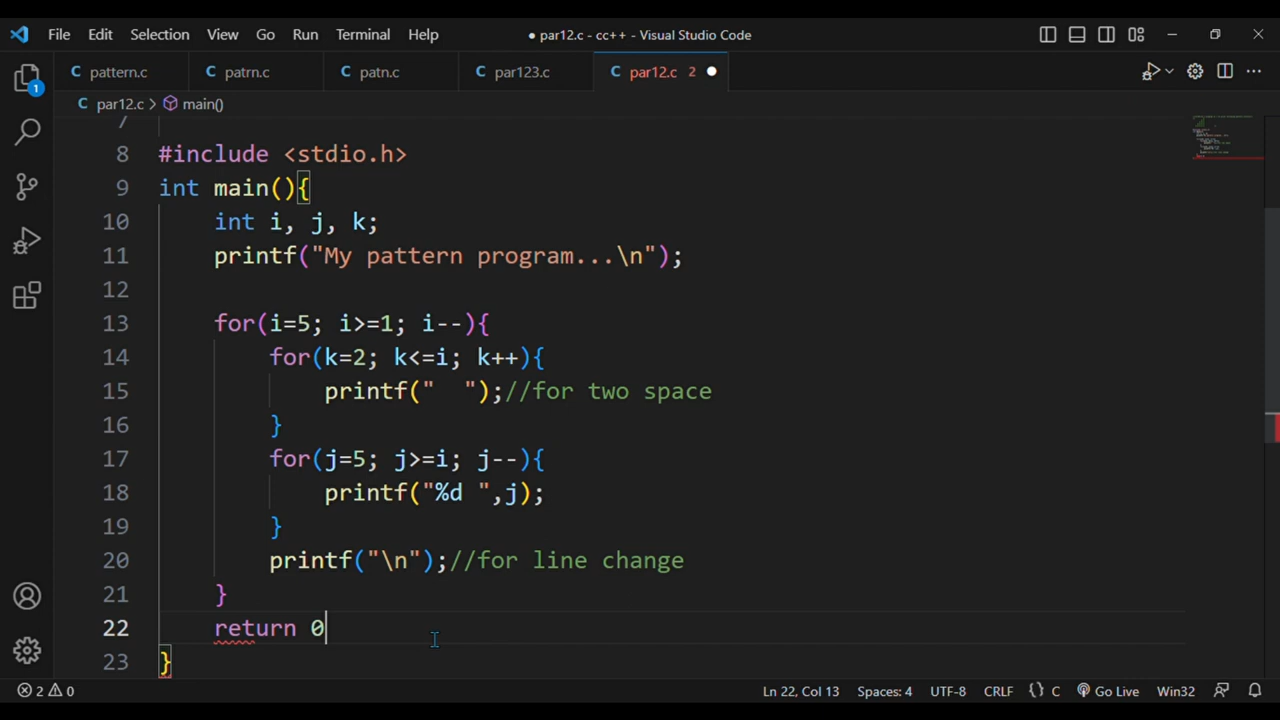 File Edit Selection View Go Run Terminal Help ● par12.c - cc++ - Visual Studio Code
C pattern.c C patrn.c C patn.c C par123.c C par12.c 2 ●
C par12.c > main()
1
7
8 #include <stdio.h>
9 int main(){
10 int i, j, k;
11 printf("My pattern program...\n");
12
13 for(i=5; i>=1; i--){
14 for(k=2; k<=i; k++){
15 printf("  ");//for two space
16 }
17 for(j=5; j>=i; j--){
18 printf("%d ",j);
19 }
20 printf("\n");//for line change
21 }
22 return 0
23 }
2 0 Ln 22, Col 13 Spaces: 4 UTF-8 CRLF {} C Go Live Win32